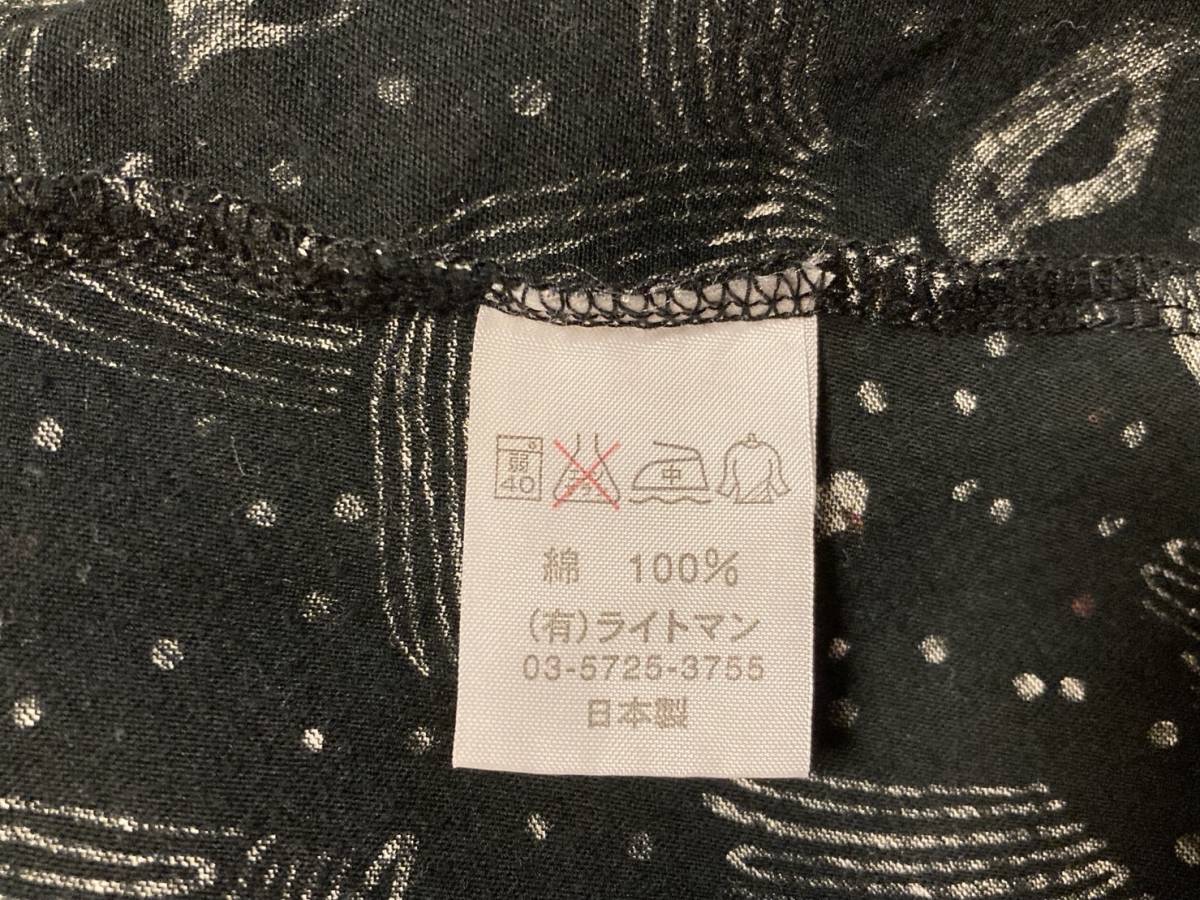 弱
40
中
綿 100%
(有)ライトマン
03-5725-3755
日本製